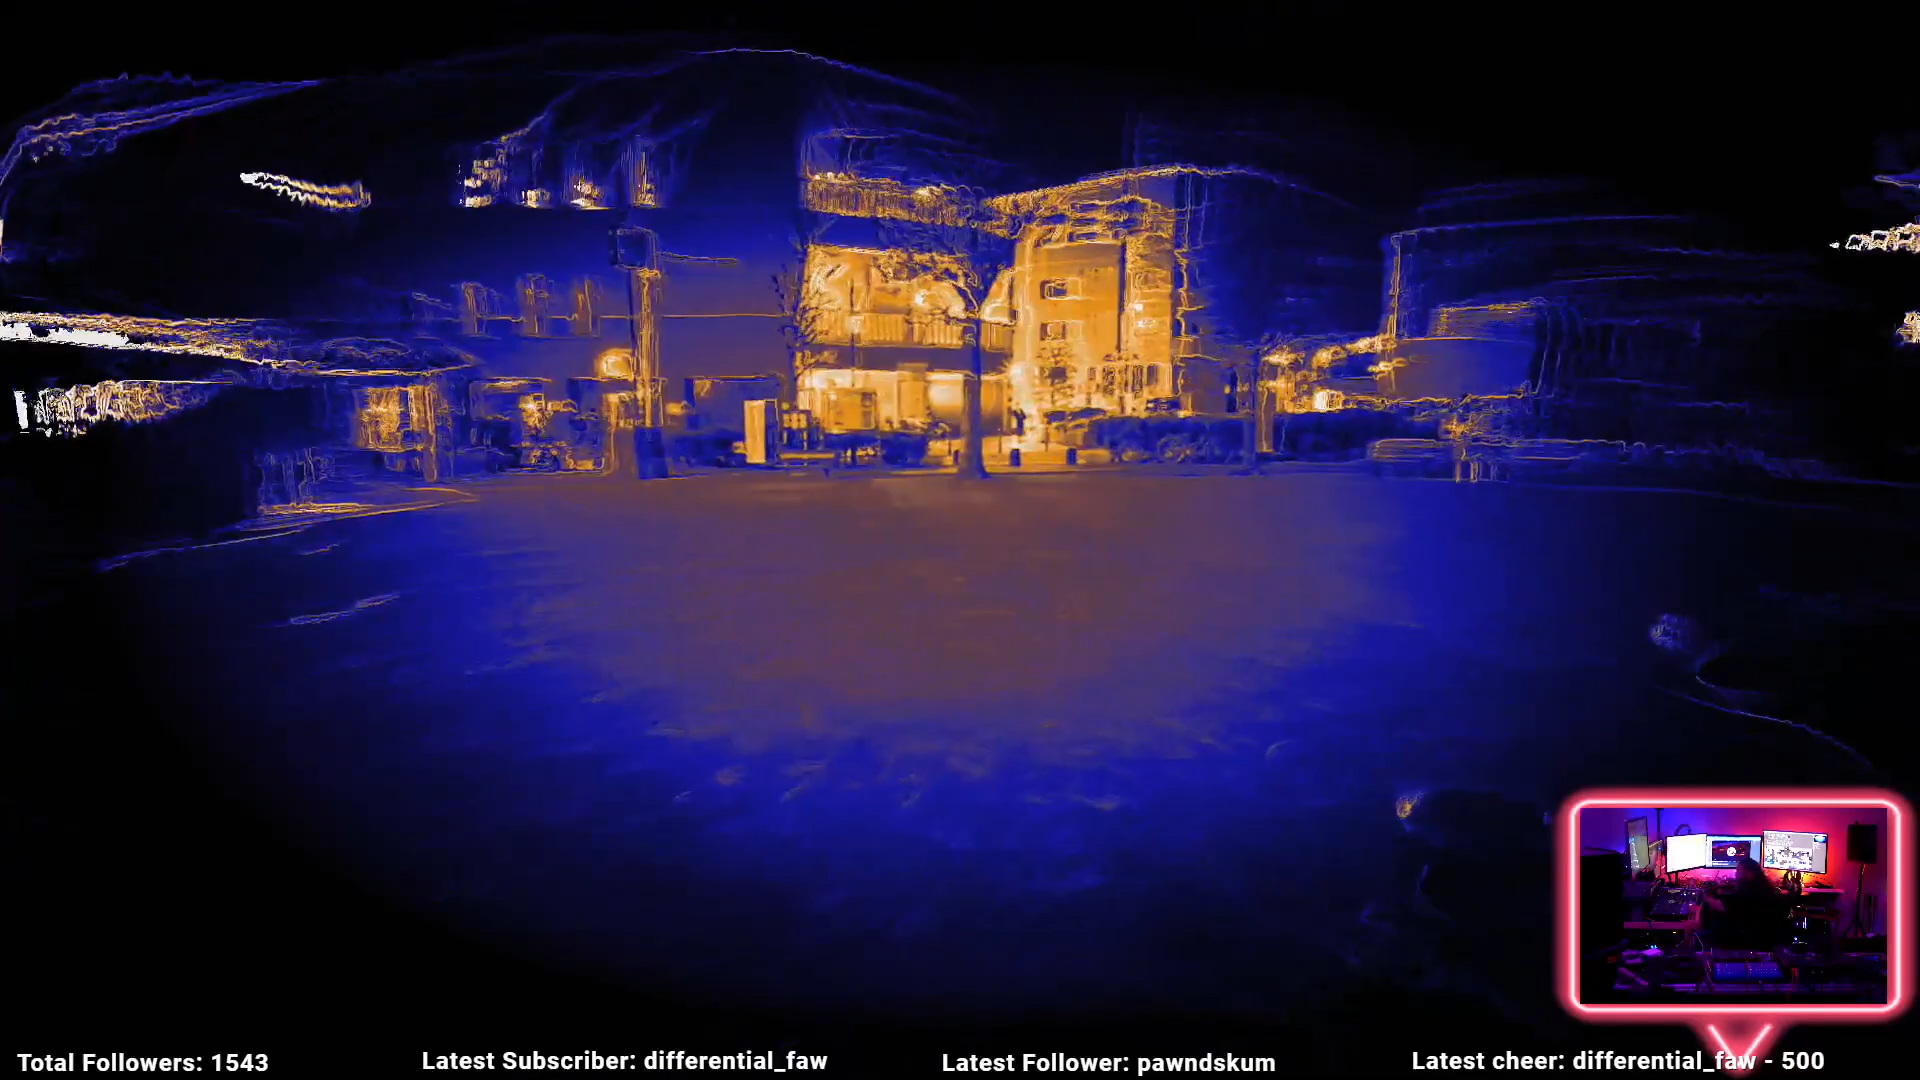 Total Followers: 1543
Latest Subscriber: differential_faw
Latest Follower: pawndskum
Latest cheer: differential_faw - 500